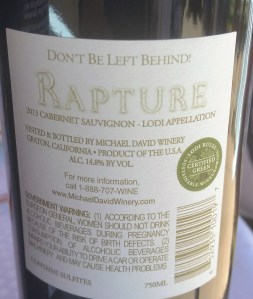 DON'T BE LEFT BEHIND!
RAPTURE
2013 CABERNET SAUVIGNON - LODI APPELLATION
& BOTTLED BY MICHAEL DAVID WINERY
GRATON, CALIFORNIA • PRODUCT OF THE U.S.A.
ALC. 14.8% BY VOL.
For more information,
call 1-888-707-WINE
www.MichaelDavidWinery.com
LODI RULES
CERTIFIED
GREEN
GOVERNMENT WARNING: (1) ACCORDING TO THE
SURGEON GENERAL, WOMEN SHOULD NOT DRINK
ALCOHOLIC BEVERAGES DURING PREGNANCY
BECAUSE OF THE RISK OF BIRTH DEFECTS. (2)
CONSUMPTION OF ALCOHOLIC BEVERAGES
IMPAIRS YOUR ABILITY TO DRIVE A CAR OR OPERATE
MACHINERY, AND MAY CAUSE HEALTH PROBLEMS
CONTAINS SULFITES
750ML